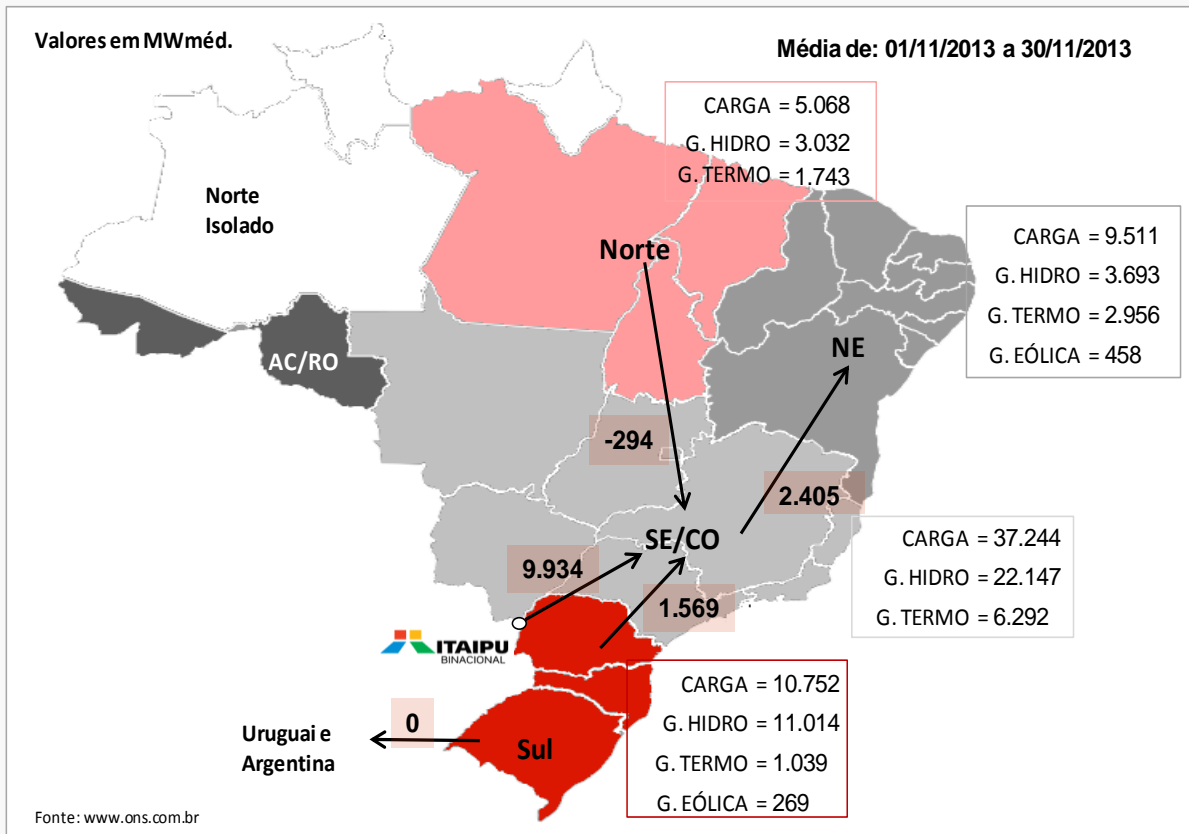 Valores em MWméd.
Média de: 01/11/2013 a 30/11/2013
CARGA = 5.068
G. HIDRO = 3.032
G. TERMO = 1.743
Norte
Isolado
Norte
CARGA = 9.511
G. HIDRO = 3.693
G. TERMO = 2.956
G. EÓLICA = 458
AC/RO
NE
-294
2.405
SE/CO
CARGA = 37.244
G. HIDRO = 22.147
G. TERMO = 6.292
9.934
1.569
ITAIPU
BINACIONAL
CARGA = 10.752
G. HIDRO = 11.014
G. TERMO = 1.039
G. EÓLICA = 269
0
Uruguai e
Argentina
Sul
Fonte: www.ons.com.br